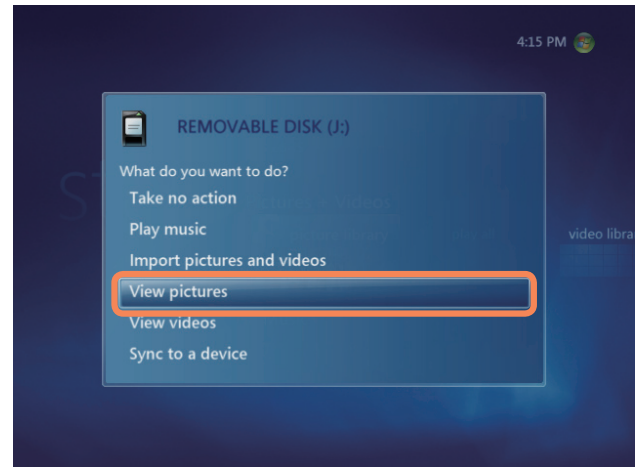 4:15 PM
REMOVABLE DISK (J:)
What do you want to do?
Take no action
Play music
Import pictures and videos
View pictures
View videos
Sync to a device
video libra